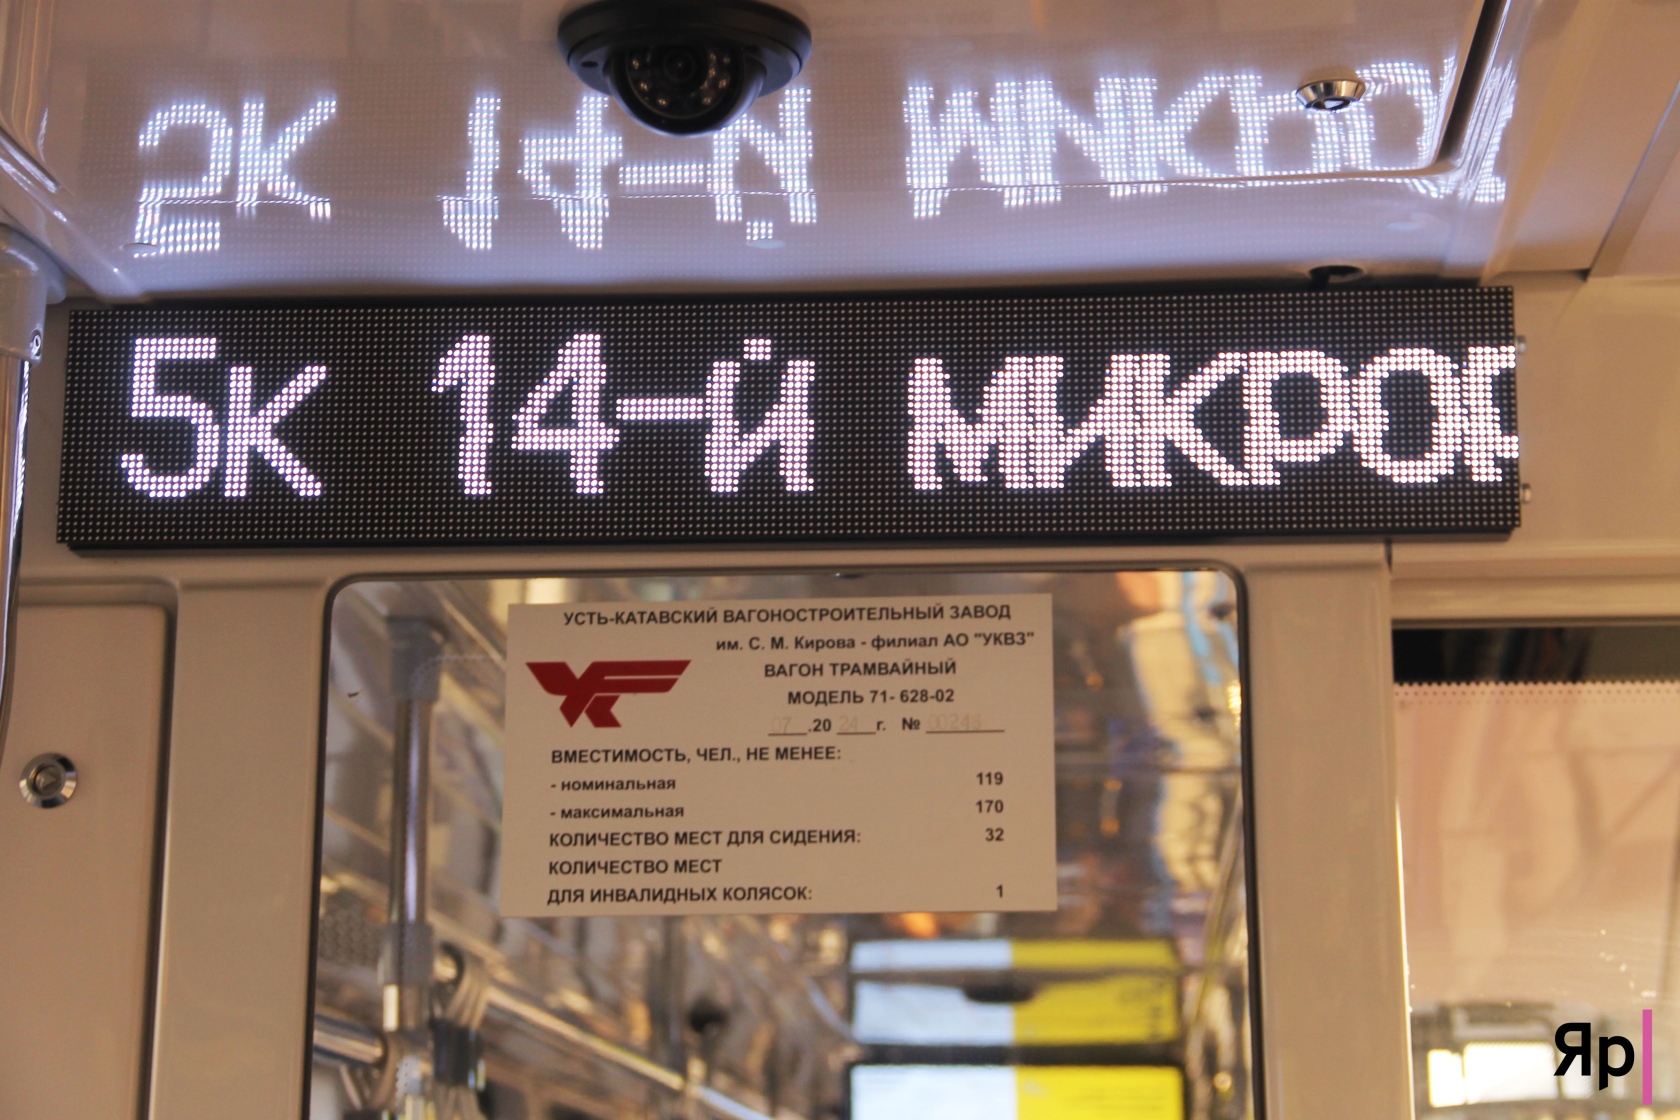 5к 14-й микрор
УСТЬ-КАТАВСКИЙ ВАГОНОСТРОИТЕЛЬНЫЙ ЗАВОД
им. С. М. Кирова - филиал АО "УКВЗ"
ВАГОН ТРАМВАЙНЫЙ
МОДЕЛЬ 71- 628-02
07.20 24 г. №
ВМЕСТИМОСТЬ, ЧЕЛ., НЕ МЕНЕЕ:
- номинальная 119
- максимальная 170
КОЛИЧЕСТВО МЕСТ ДЛЯ СИДЕНИЯ: 32
КОЛИЧЕСТВО МЕСТ
ДЛЯ ИНВАЛИДНЫХ КОЛЯСОК: 1
Яр